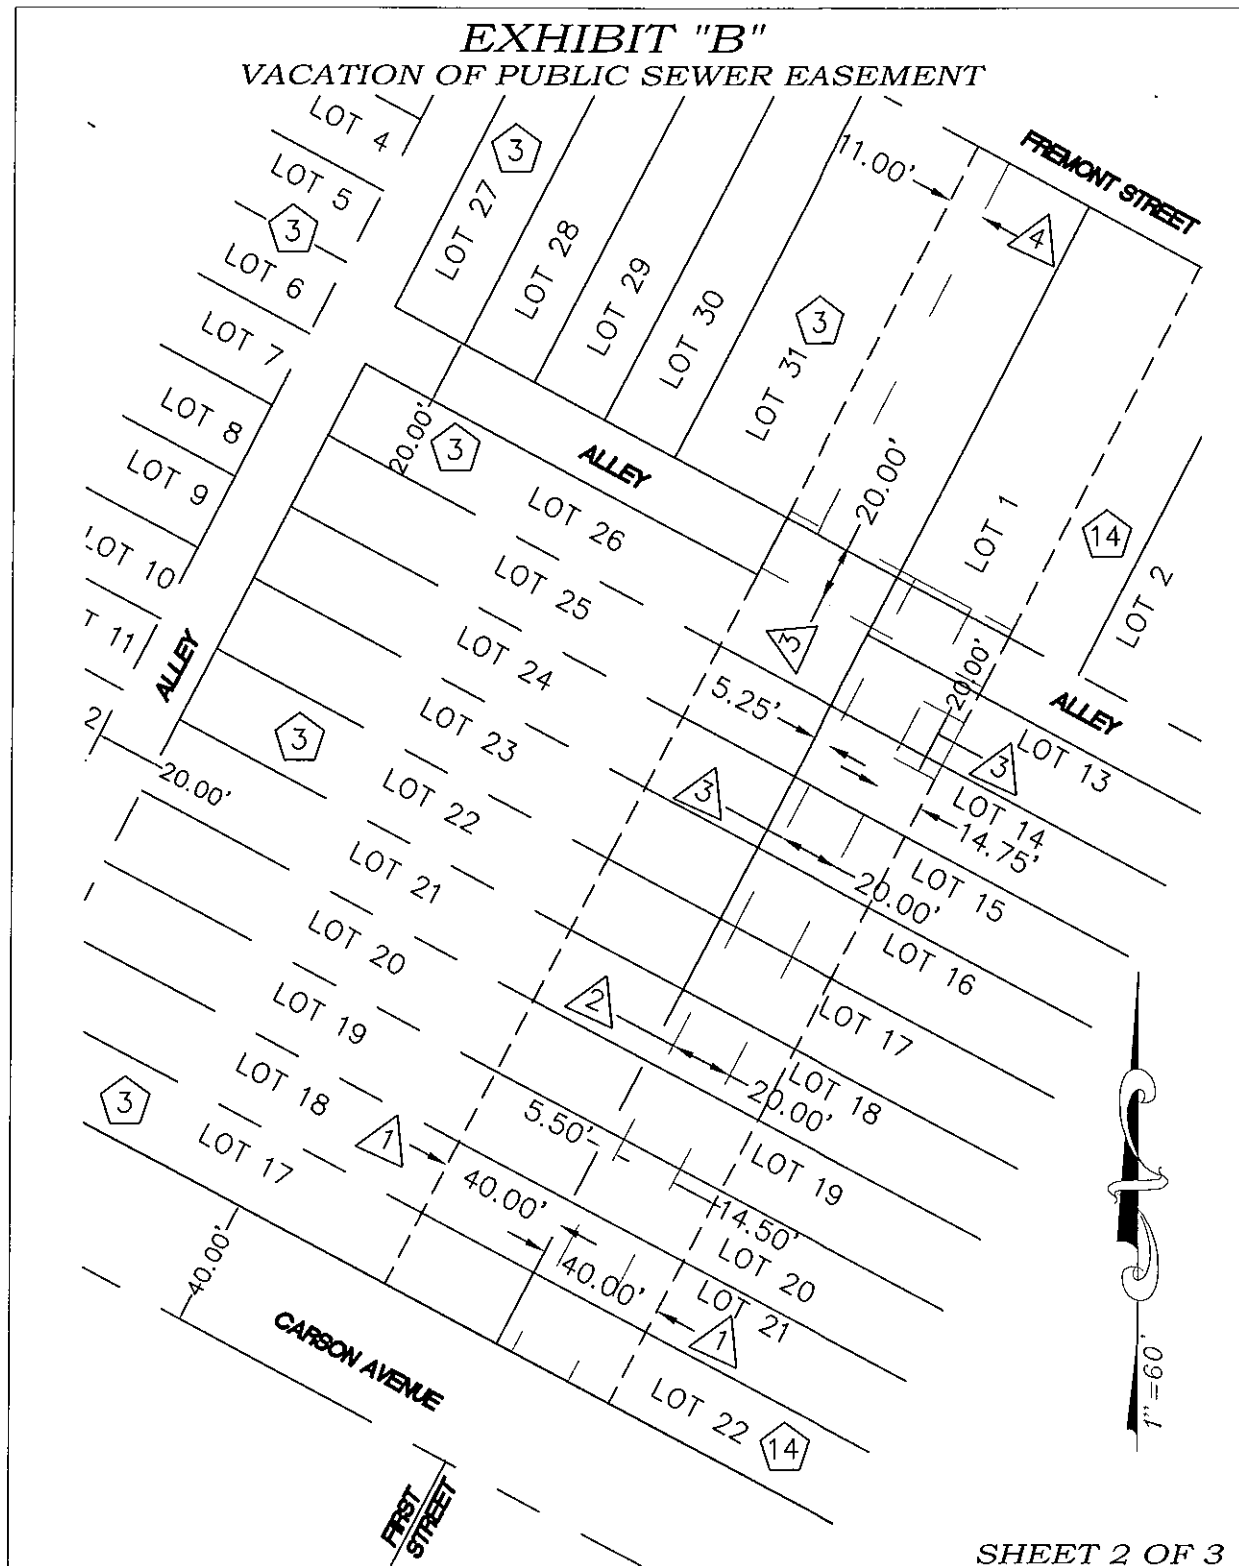 EXHIBIT "B"
VACATION OF PUBLIC SEWER EASEMENT
LOT 4
LOT 5
3
LOT 6
LOT 7
LOT 8
LOT 9
LOT 10
T 11
2
3
LOT 27
LOT 28
LOT 29
LOT 30
LOT 31
3
11.00'
FREMONT STREET
4
20.00'
3
ALLEY
20.00'
LOT 1
14
LOT 2
LOT 26
LOT 25
LOT 24
LOT 23
LOT 22
LOT 21
LOT 20
LOT 19
LOT 18
LOT 17
ALLEY
3
20.00'
3
3
5.25'
20.00'
ALLEY
3
LOT 13
LOT 14
14.75'
LOT 15
3
20.00'
LOT 16
LOT 17
2
20.00'
LOT 18
LOT 19
5.50'
14.50'
LOT 20
LOT 21
1
40.00'
40.00'
1
LOT 22
14
40.00'
CARSON AVENUE
FIRST
STREET
1"=60'
SHEET 2 OF 3